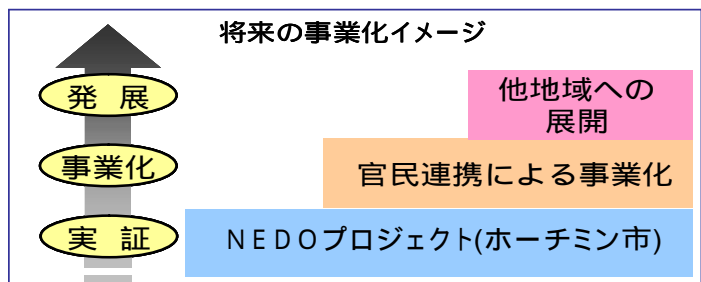 将来の事業化イメージ
発 展
他地域への
展開
事業化
官民連携による事業化
実 証
ＮＥＤＯプロジェクト(ホーチミン市)